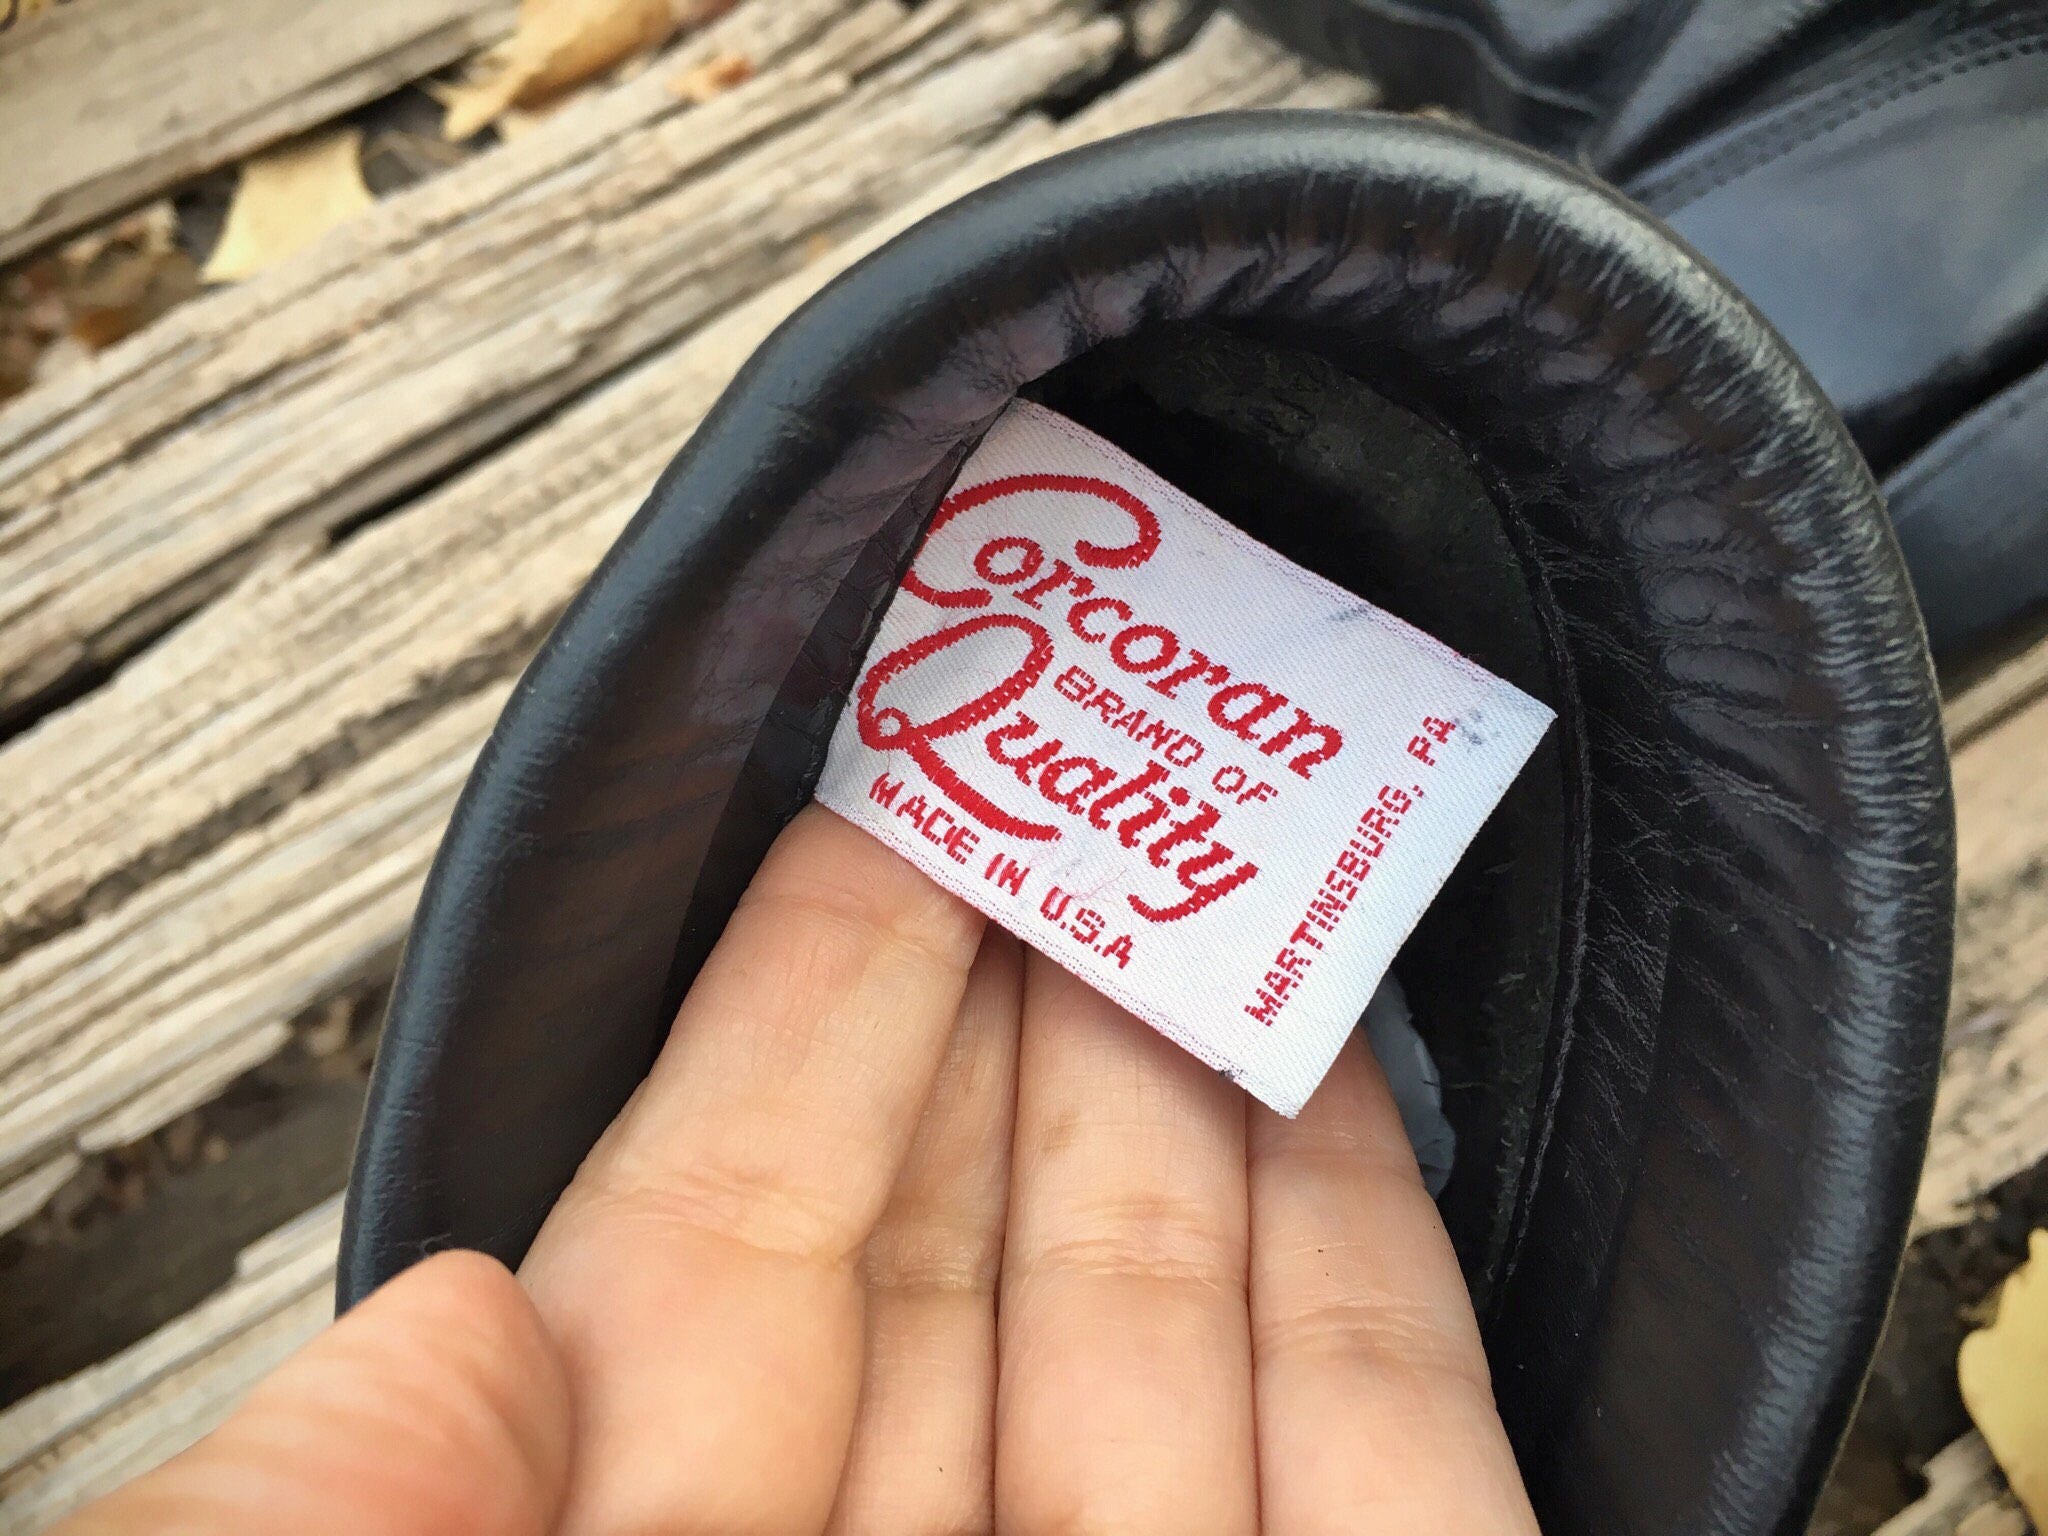 Corcoran
BRAND OF
Quality
MADE IN U.S.A
MARTINSBURG, PA